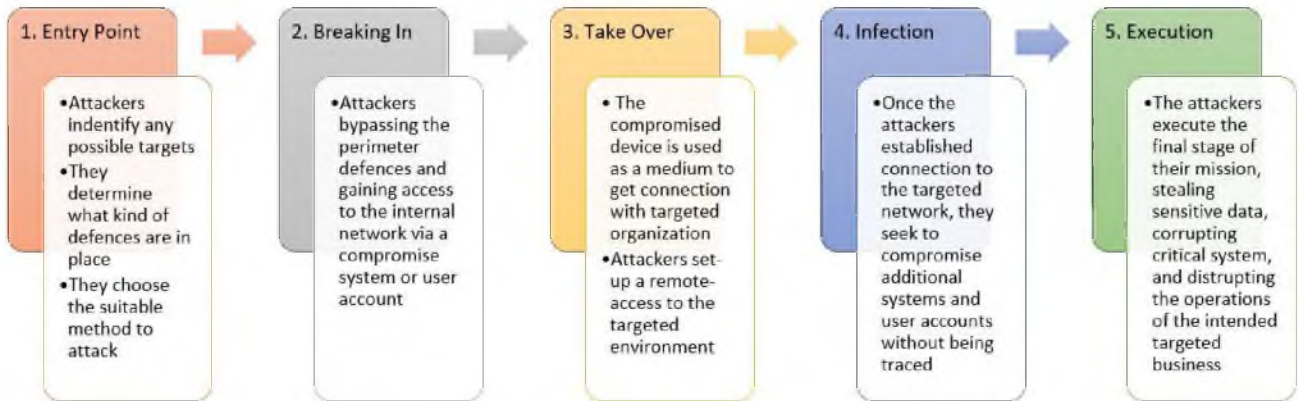 1. Entry Point
•Attackers
indentify any
possible targets
•They
determine what
kind of
defences are in
place
•They choose
the suitable
method to
attack
2. Breaking In
•Attackers
bypassing the
perimeter
defences and
gaining access
to the internal
network via a
compromise
system or user
account
3. Take Over
• The
compromised
device is used
as a medium to
get connection
with targeted
organization
•Attackers set-
up a remote-
access to the
targeted
environment
4. Infection
•Once the
attackers
established
connection to
the targeted
network, they
seek to
compromise
additional
systems and
user accounts
without being
traced
5. Execution
•The attackers
execute the
final stage of
their mission,
stealing
sensitive data,
corrupting
critical system,
and distrupting
the operations
of the intended
targeted
business